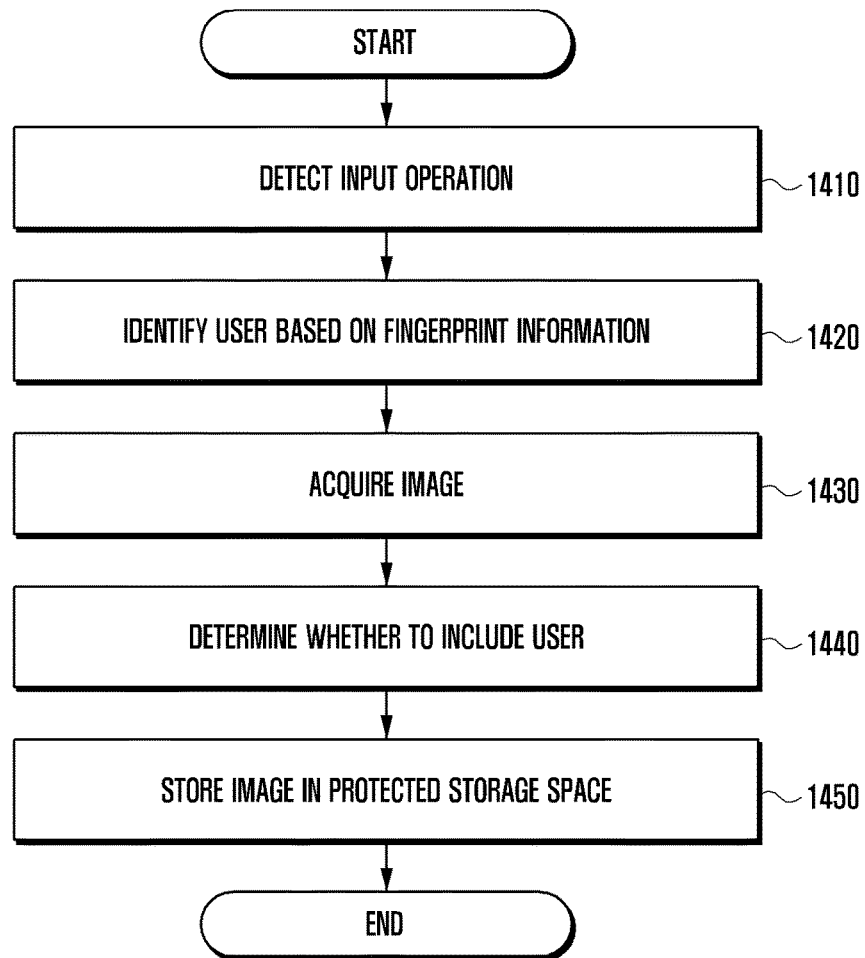 START
DETECT INPUT OPERATION
1410
IDENTIFY USER BASED ON FINGERPRINT INFORMATION
1420
ACQUIRE IMAGE
1430
DETERMINE WHETHER TO INCLUDE USER
1440
STORE IMAGE IN PROTECTED STORAGE SPACE
1450
END